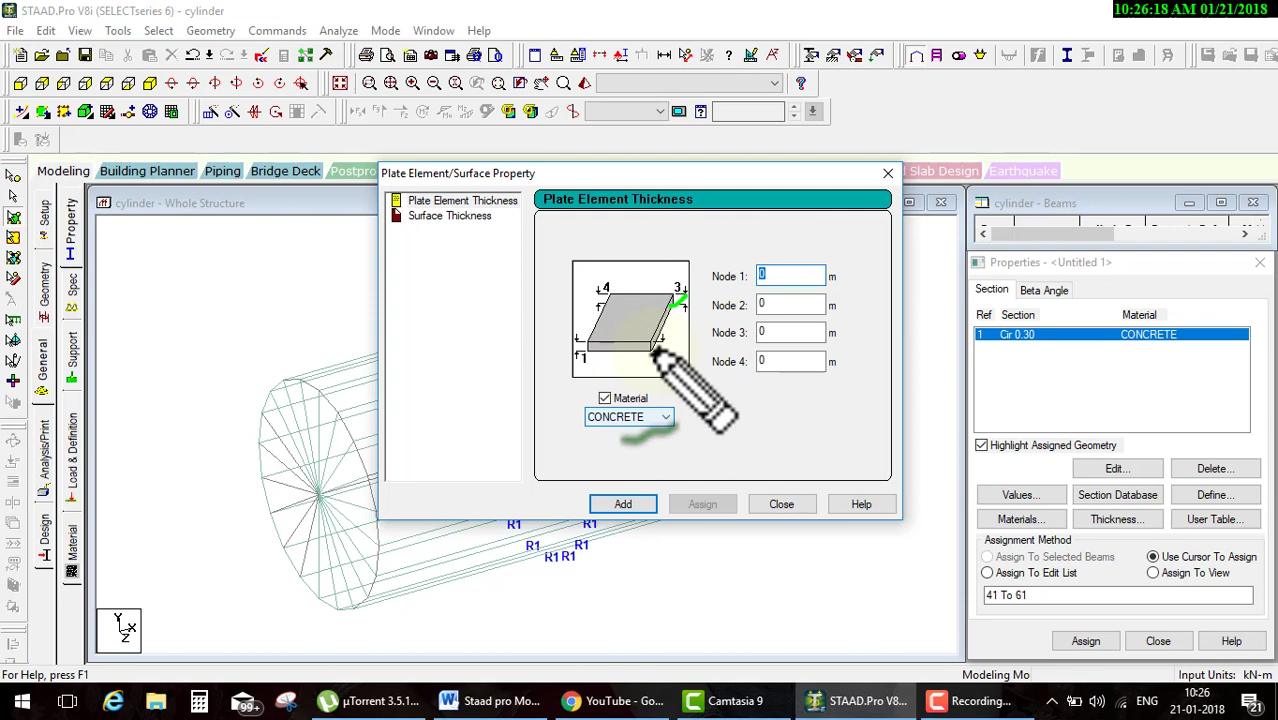 STAAD.Pro V8i (SELECTseries 6) - cylinder
10:26:18 AM 01/21/2018
File Edit View Tools Select Geometry Commands Analyze Mode Window Help
Modeling Building Planner Piping Bridge Deck Postpro Slab Design Earthquake
cylinder - Whole Structure
Plate Element/Surface Property
Plate Element Thickness
Surface Thickness
Plate Element Thickness
4 3
1
Node 1: 0 m
Node 2: 0 m
Node 3: 0 m
Node 4: 0 m
Material
CONCRETE
Add Assign Close Help
R1 R1
R1 R1
R1 R1
Y
X
Z
Setup
Geometry
General
Analysis/Print
Design
Property
Spec
Support
Load & Definition
Material
cylinder - Beams
Properties - <Untitled 1>
Section Beta Angle
Ref Section Material
1 Cir 0.30 CONCRETE
Highlight Assigned Geometry
Edit... Delete...
Values... Section Database Define...
Materials... Thickness... User Table...
Assignment Method
Assign To Selected Beams Use Cursor To Assign
Assign To Edit List Assign To View
41 To 61
Assign Close Help
For Help, press F1
Modeling Mo Input Units: kN-m
99+ µTorrent 3.5.1... Staad pro Mo... YouTube - Go... Camtasia 9 STAAD.Pro V8... Recording...
ENG
10:26
21-01-2018
21